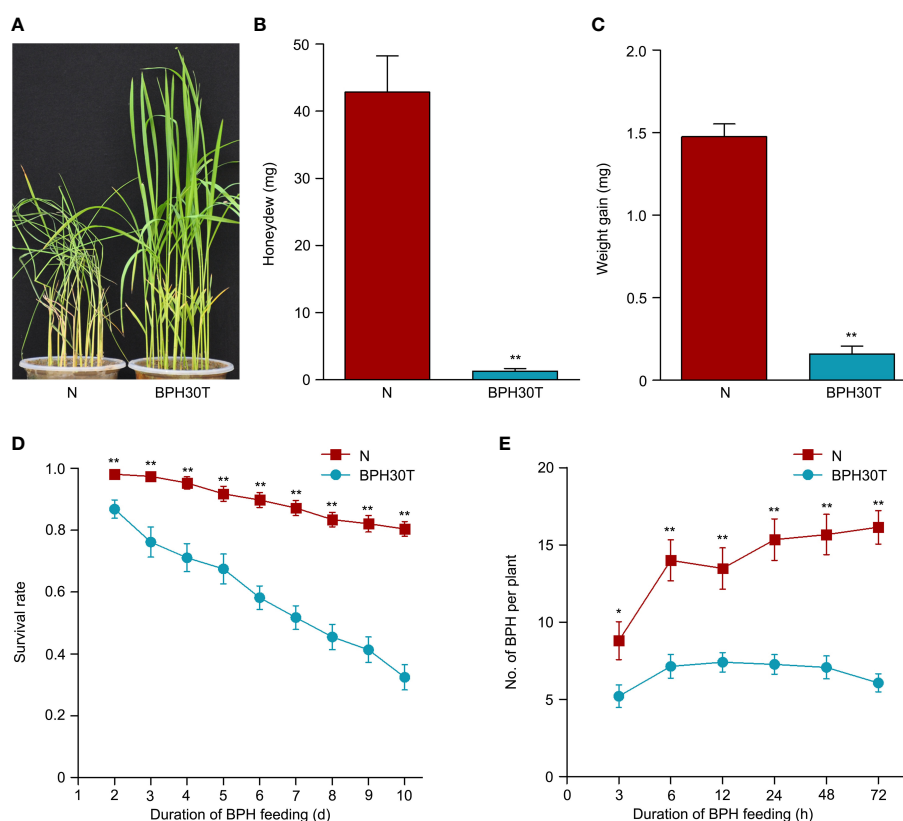 A
N
BPH30T
B
50
40
30
20
10
0
Honeydew (mg)
**
N
BPH30T
C
2.0
1.5
1.0
0.5
0
Weight gain (mg)
**
N
BPH30T
D
N
BPH30T
1.0
0.8
0.6
0.4
0.2
0
Survival rate
** ** ** ** ** ** ** ** **
1 2 3 4 5 6 7 8 9 10
Duration of BPH feeding (d)
E
N
BPH30T
20
15
10
5
0
No. of BPH per plant
* ** ** ** ** **
0 3 6 12 24 48 72
Duration of BPH feeding (h)